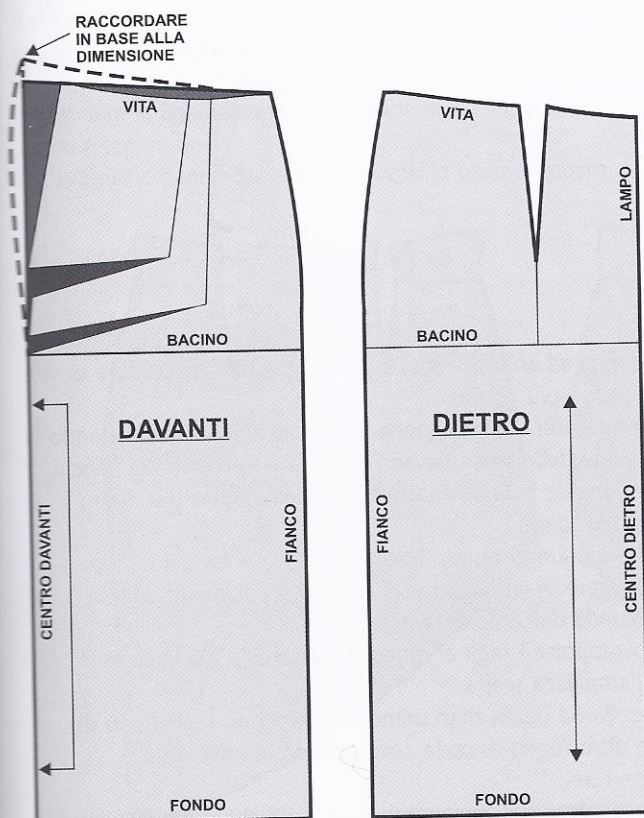 RACCORDARE
IN BASE ALLA
DIMENSIONE
VITA
BACINO
DAVANTI
CENTRO DAVANTI
FIANCO
FONDO
VITA
LAMPO
BACINO
DIETRO
FIANCO
CENTRO DIETRO
FONDO